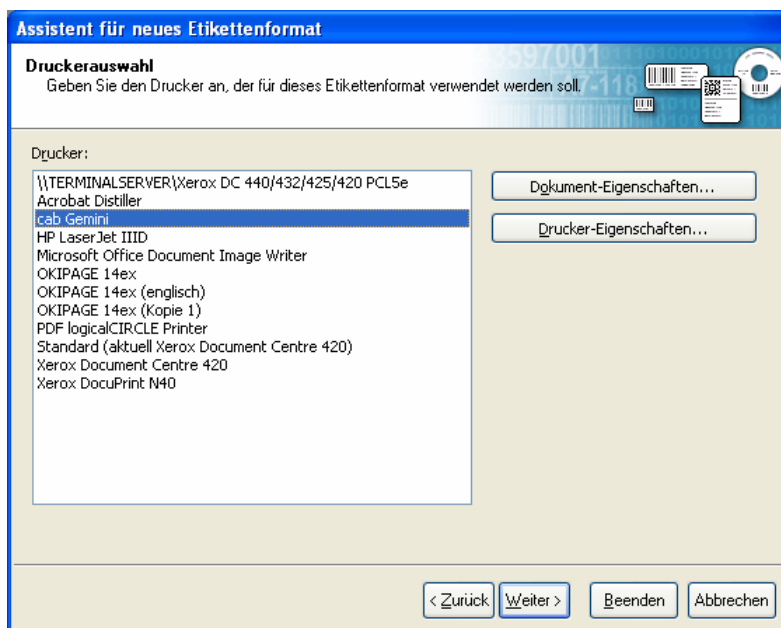 Assistent für neues Etikettenformat
Druckerauswahl
Geben Sie den Drucker an, der für dieses Etikettenformat verwendet werden soll.
Drucker:
\\TERMINALSERVER\Xerox DC 440/432/425/420 PCL5e
Acrobat Distiller
cab Gemini
HP LaserJet IIID
Microsoft Office Document Image Writer
OKIPAGE 14ex
OKIPAGE 14ex (englisch)
OKIPAGE 14ex (Kopie 1)
PDF logicalCIRCLE Printer
Standard (aktuell Xerox Document Centre 420)
Xerox Document Centre 420
Xerox DocuPrint N40
Dokument-Eigenschaften...
Drucker-Eigenschaften...
< Zurück Weiter > Beenden Abbrechen